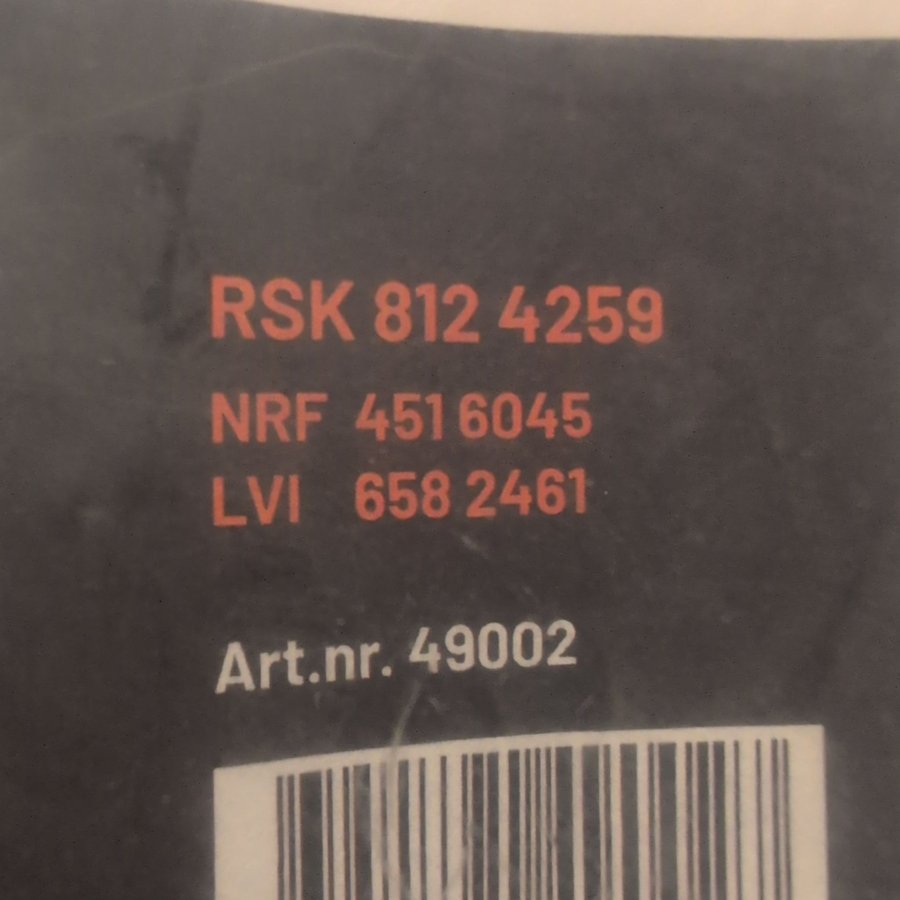 RSK 812 4259
NRF 451 6045
LVI 658 2461
Art.nr. 49002